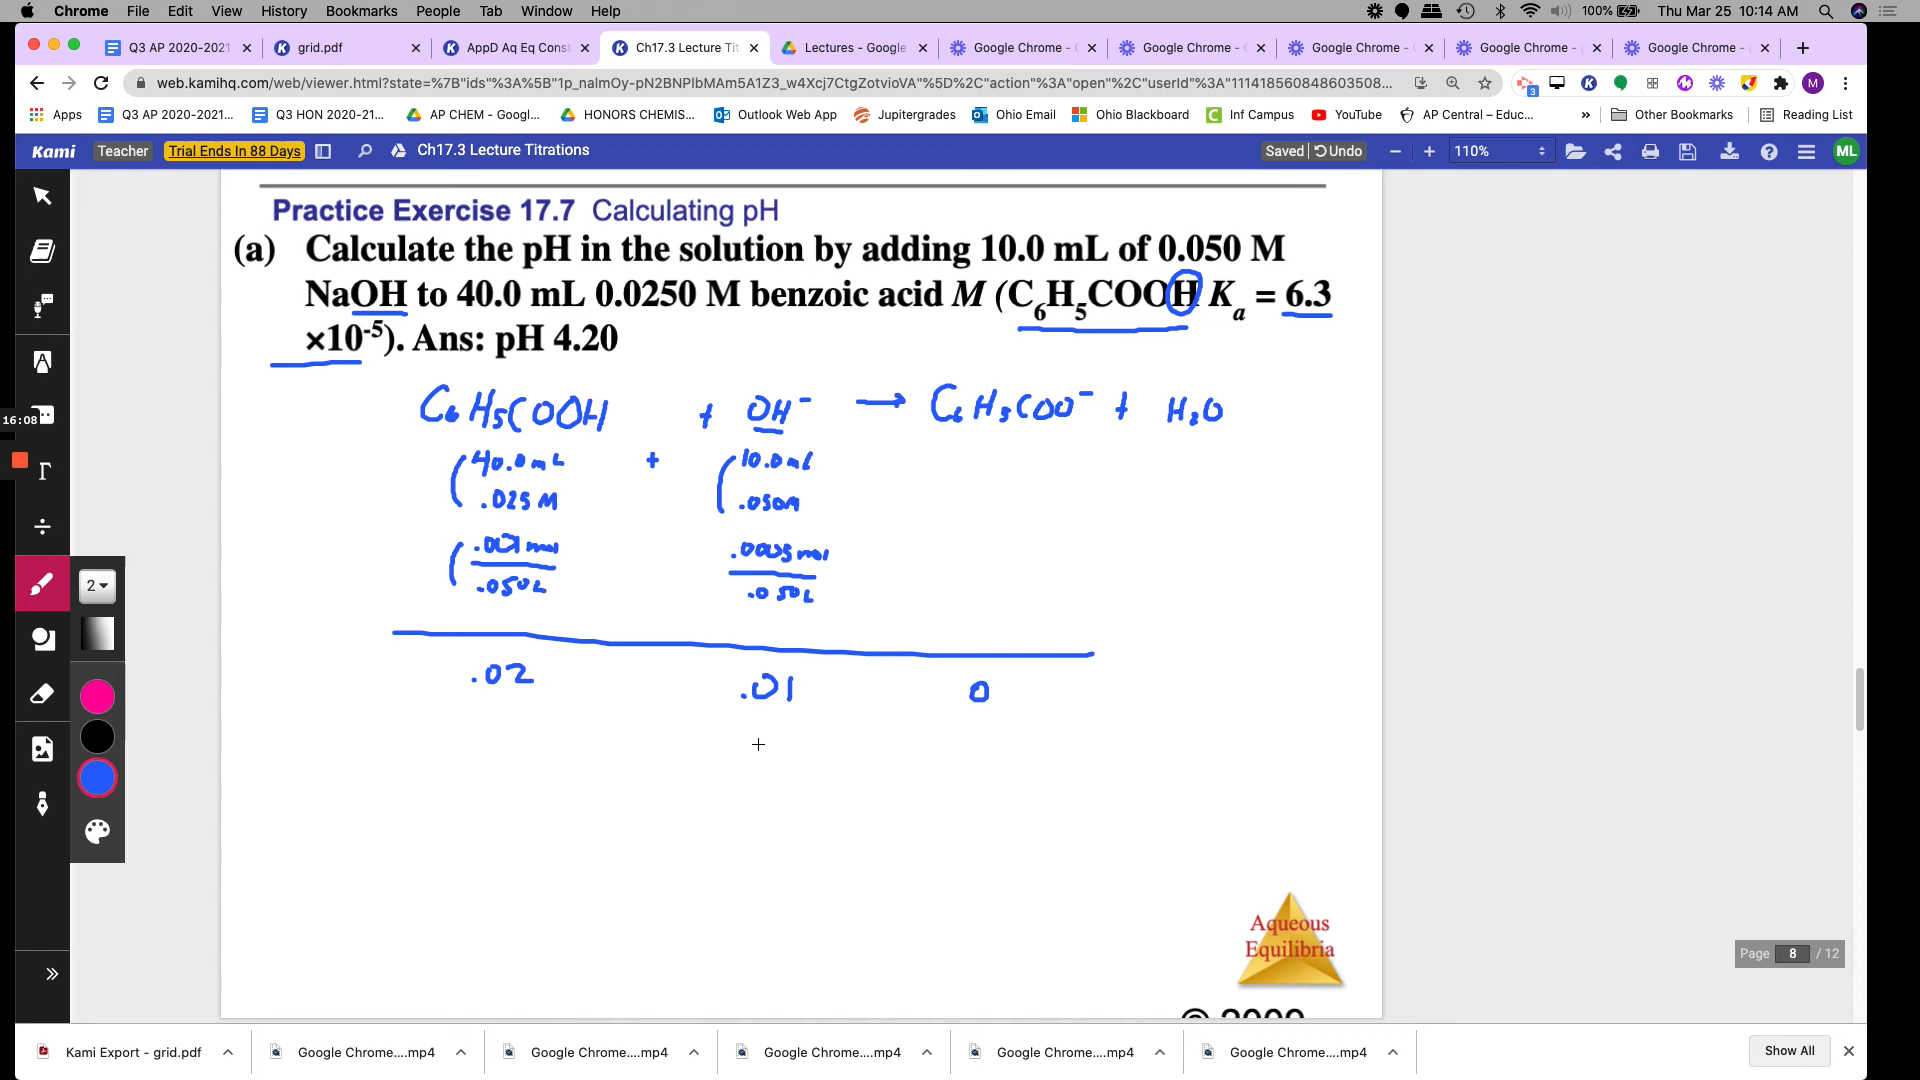 Chrome File Edit View History Bookmarks People Tab Window Help 100% Thu Mar 25 10:14 AM
Q3 AP 2020-2021 grid.pdf AppD Aq Eq Const Ch17.3 Lecture Tit Lectures - Google Google Chrome - Google Chrome - Google Chrome - Google Chrome - Google Chrome -
web.kamihq.com/web/viewer.html?state=%7B"ids"%3A%5B"1p_nalmOy-pN2BNPlbMAm5A1Z3_w4Xcj7CtgZotvioVA"%5D%2C"action"%3A"open"%2C"userId"%3A"111418560848603508... 3 M
Apps Q3 AP 2020-2021... Q3 HON 2020-21... AP CHEM - Googl... HONORS CHEMIS... Outlook Web App Jupitergrades Ohio Email Ohio Blackboard Inf Campus YouTube AP Central – Educ... » Other Bookmarks Reading List
Kami Teacher Trial Ends In 88 Days Ch17.3 Lecture Titrations Saved Undo 110% ML
Practice Exercise 17.7 Calculating pH
(a) Calculate the pH in the solution by adding 10.0 mL of 0.050 M
NaOH to 40.0 mL 0.0250 M benzoic acid M (C6H5COOH Ka = 6.3
×10-5). Ans: pH 4.20
C6H5COOH + OH⁻ → C6H5COO⁻ + H2O
40.0 mL + 10.0 mL
.025 M .050M
.001 mol .0005 mol
.050L .050L
.02 .01 0
16:08
2
Aqueous
Equilibria
Page 8 / 12
© 2009
Kami Export - grid.pdf Google Chrome....mp4 Google Chrome....mp4 Google Chrome....mp4 Google Chrome....mp4 Google Chrome....mp4 Show All